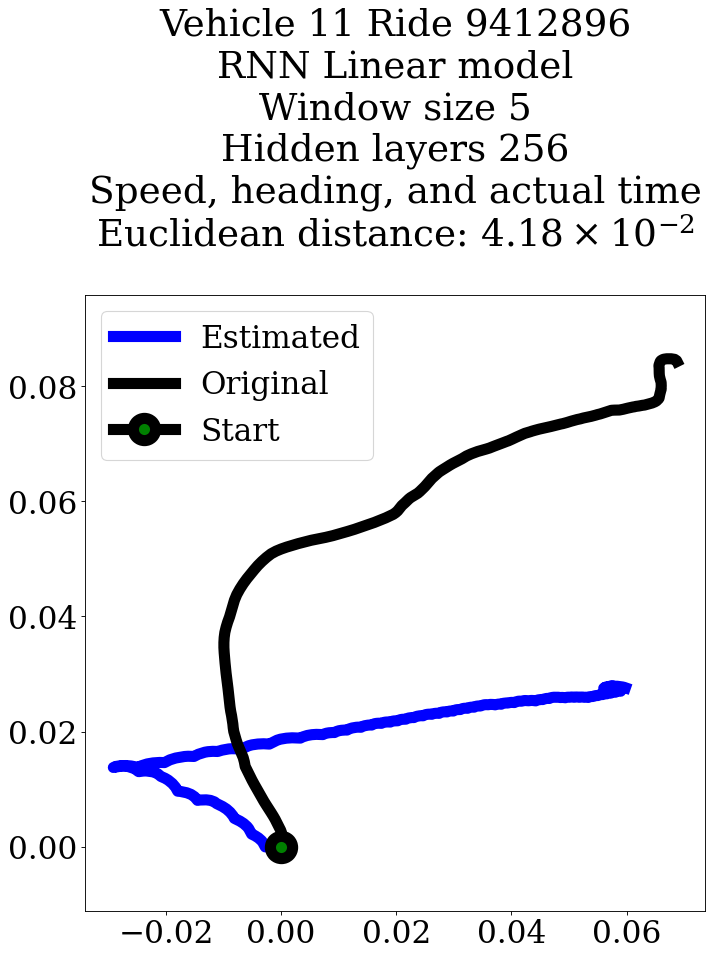 Vehicle 11 Ride 9412896
RNN Linear model
Window size 5
Hidden layers 256
Speed, heading, and actual time
Euclidean distance: 4.18 × 10⁻²
Estimated
Original
Start
0.08
0.06
0.04
0.02
0.00
−0.02 0.00 0.02 0.04 0.06